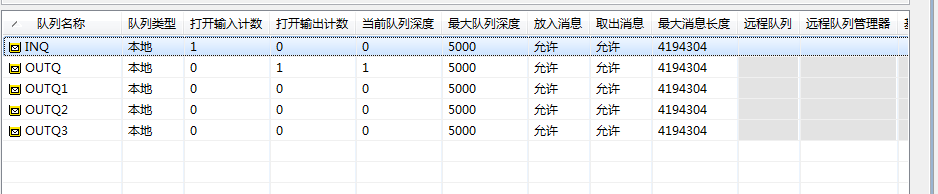 队列名称 队列类型 打开输入计数 打开输出计数 当前队列深度 最大队列深度 放入消息 取出消息 最大消息长度 远程队列 远程队列管理器
INQ 本地 1 0 0 5000 允许 允许 4194304
OUTQ 本地 0 1 1 5000 允许 允许 4194304
OUTQ1 本地 0 0 0 5000 允许 允许 4194304
OUTQ2 本地 0 0 0 5000 允许 允许 4194304
OUTQ3 本地 0 0 0 5000 允许 允许 4194304